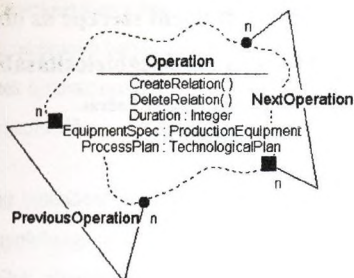 n
Operation
CreateRelation( )
DeleteRelation( )
n
Duration : Integer
NextOperation
EquipmentSpec : ProductionEquipment
ProcessPlan : TechnologicalPlan
n
PreviousOperation
n